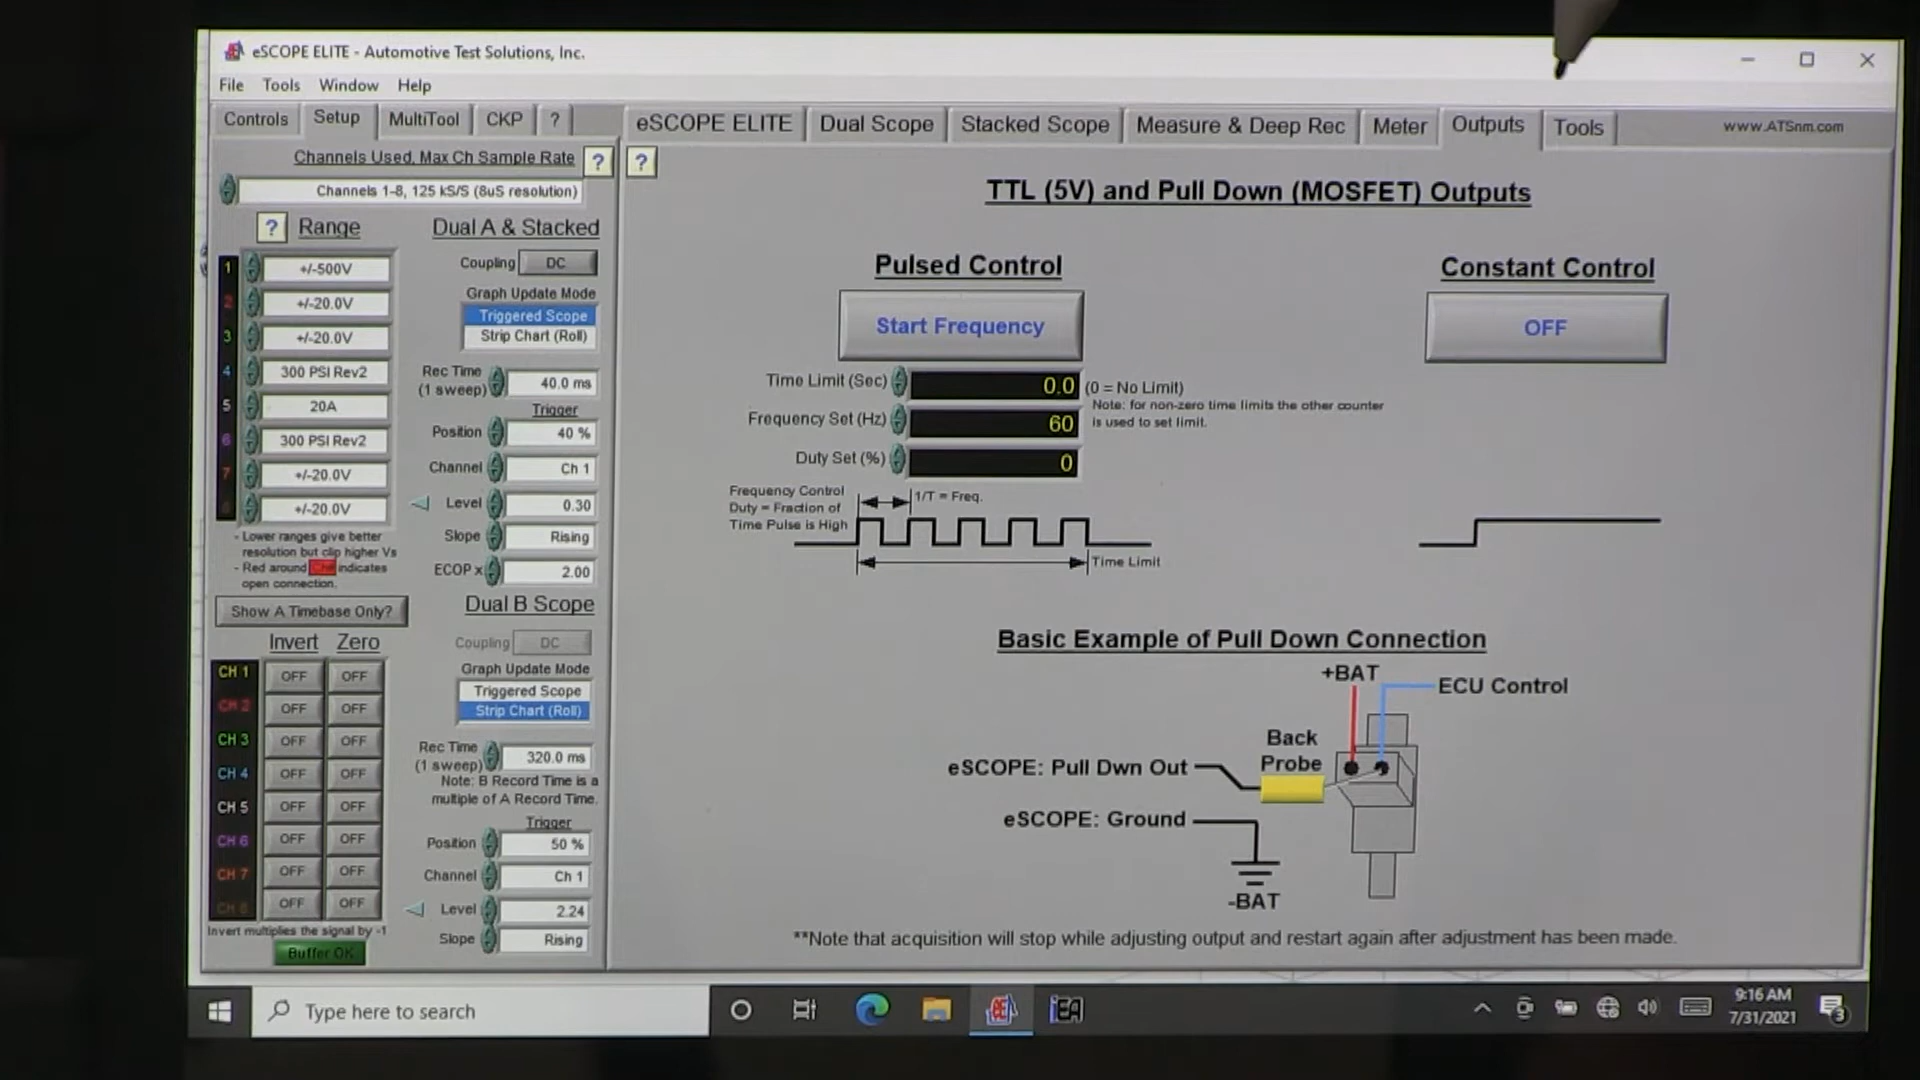 eSCOPE ELITE - Automotive Test Solutions, Inc.
File Tools Window Help
Controls Setup MultiTool CKP ?
eSCOPE ELITE Dual Scope Stacked Scope Measure & Deep Rec Meter Outputs Tools www.ATSnm.com
Channels Used, Max Ch Sample Rate ?
Channels 1-8, 125 kS/S (8uS resolution)
? Range
1 +/-500V
2 +/-20.0V
3 +/-20.0V
4 300 PSI Rev2
5 20A
6 300 PSI Rev2
7 +/-20.0V
+/-20.0V
- Lower ranges give better
resolution but clip higher Vs
- Red around indicates
open connection.
Show A Timebase Only?
Invert Zero
CH 1 OFF OFF
CH 2 OFF OFF
CH 3 OFF OFF
CH 4 OFF OFF
CH 5 OFF OFF
CH 6 OFF OFF
CH 7 OFF OFF
CH 8 OFF OFF
Invert multiplies the signal by -1
Buffer OK
Dual A & Stacked
Coupling DC
Graph Update Mode
Triggered Scope
Strip Chart (Roll)
Rec Time
(1 sweep) 40.0 ms
Trigger
Position 40 %
Channel Ch 1
Level 0.30
Slope Rising
ECOP x 2.00
Dual B Scope
Coupling DC
Graph Update Mode
Triggered Scope
Strip Chart (Roll)
Rec Time
(1 sweep) 320.0 ms
Note: B Record Time is a
multiple of A Record Time.
Trigger
Position 50 %
Channel Ch 1
Level 2.24
Slope Rising
?
TTL (5V) and Pull Down (MOSFET) Outputs
Pulsed Control
Start Frequency
Time Limit (Sec) 0.0 (0 = No Limit)
Note: for non-zero time limits the other counter
is used to set limit.
Frequency Set (Hz) 60
Duty Set (%) 0
Frequency Control
Duty = Fraction of
Time Pulse is High
1/T = Freq.
Time Limit
Constant Control
OFF
Basic Example of Pull Down Connection
+BAT
ECU Control
Back
Probe
eSCOPE: Pull Dwn Out
eSCOPE: Ground
-BAT
**Note that acquisition will stop while adjusting output and restart again after adjustment has been made.
Type here to search
9:16 AM
7/31/2021
3